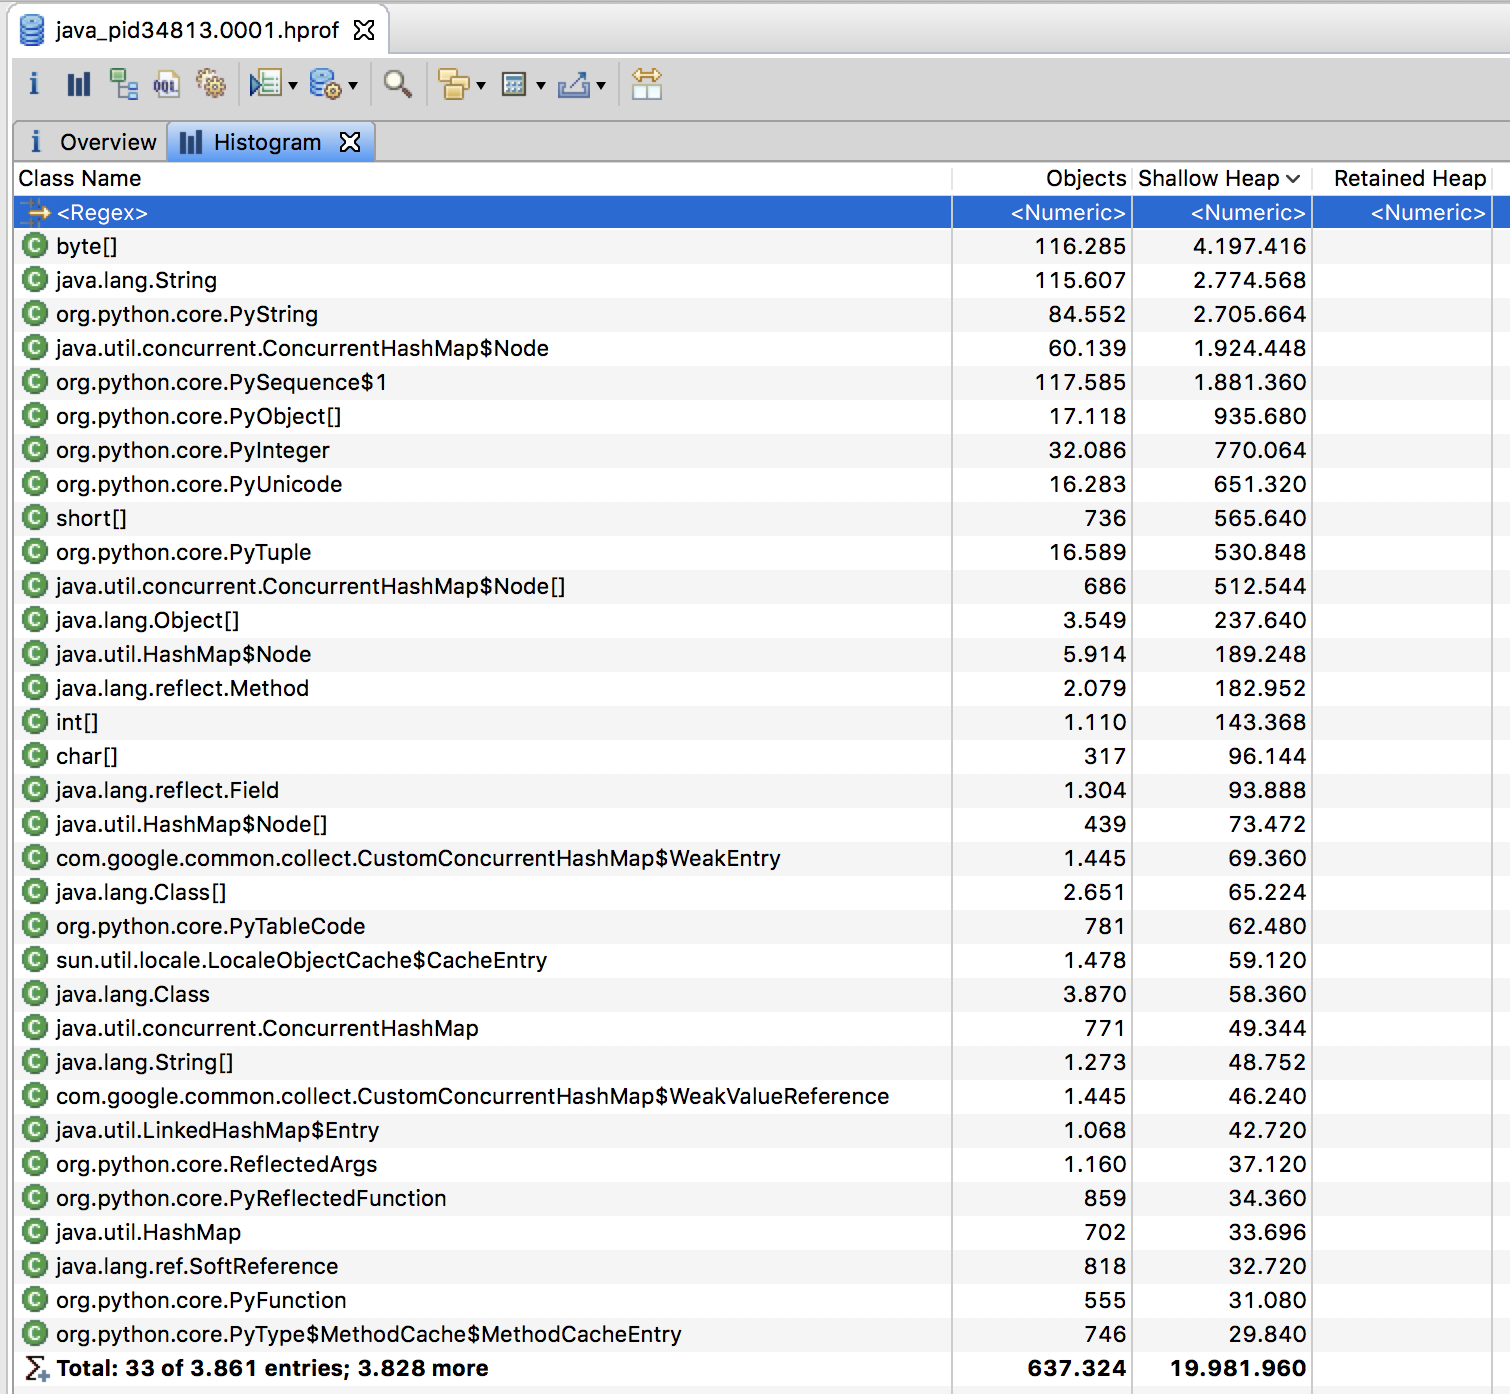 java_pid34813.0001.hprof
i OQL
i Overview Histogram
Class Name Objects Shallow Heap Retained Heap
<Regex> <Numeric> <Numeric> <Numeric>
C byte[] 116.285 4.197.416
C java.lang.String 115.607 2.774.568
C org.python.core.PyString 84.552 2.705.664
C java.util.concurrent.ConcurrentHashMap$Node 60.139 1.924.448
C org.python.core.PySequence$1 117.585 1.881.360
C org.python.core.PyObject[] 17.118 935.680
C org.python.core.PyInteger 32.086 770.064
C org.python.core.PyUnicode 16.283 651.320
C short[] 736 565.640
C org.python.core.PyTuple 16.589 530.848
C java.util.concurrent.ConcurrentHashMap$Node[] 686 512.544
C java.lang.Object[] 3.549 237.640
C java.util.HashMap$Node 5.914 189.248
C java.lang.reflect.Method 2.079 182.952
C int[] 1.110 143.368
C char[] 317 96.144
C java.lang.reflect.Field 1.304 93.888
C java.util.HashMap$Node[] 439 73.472
C com.google.common.collect.CustomConcurrentHashMap$WeakEntry 1.445 69.360
C java.lang.Class[] 2.651 65.224
C org.python.core.PyTableCode 781 62.480
C sun.util.locale.LocaleObjectCache$CacheEntry 1.478 59.120
C java.lang.Class 3.870 58.360
C java.util.concurrent.ConcurrentHashMap 771 49.344
C java.lang.String[] 1.273 48.752
C com.google.common.collect.CustomConcurrentHashMap$WeakValueReference 1.445 46.240
C java.util.LinkedHashMap$Entry 1.068 42.720
C org.python.core.ReflectedArgs 1.160 37.120
C org.python.core.PyReflectedFunction 859 34.360
C java.util.HashMap 702 33.696
C java.lang.ref.SoftReference 818 32.720
C org.python.core.PyFunction 555 31.080
C org.python.core.PyType$MethodCache$MethodCacheEntry 746 29.840
Total: 33 of 3.861 entries; 3.828 more 637.324 19.981.960